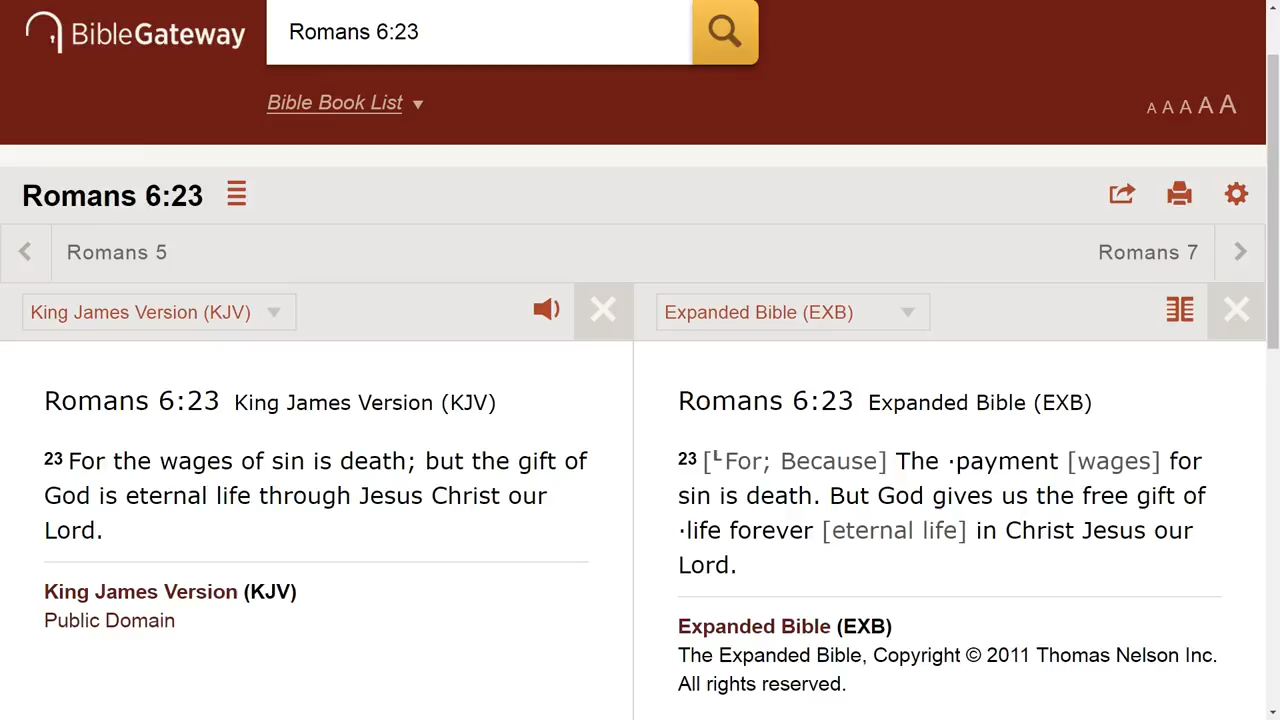 BibleGateway
Romans 6:23
Bible Book List ▼
A A A A A
Romans 6:23
Romans 5
Romans 7
King James Version (KJV)
Expanded Bible (EXB)
Romans 6:23 King James Version (KJV)
23 For the wages of sin is death; but the gift of
God is eternal life through Jesus Christ our
Lord.
King James Version (KJV)
Public Domain
Romans 6:23 Expanded Bible (EXB)
23 [└For; Because] The ·payment [wages] for
sin is death. But God gives us the free gift of
·life forever [eternal life] in Christ Jesus our
Lord.
Expanded Bible (EXB)
The Expanded Bible, Copyright © 2011 Thomas Nelson Inc.
All rights reserved.